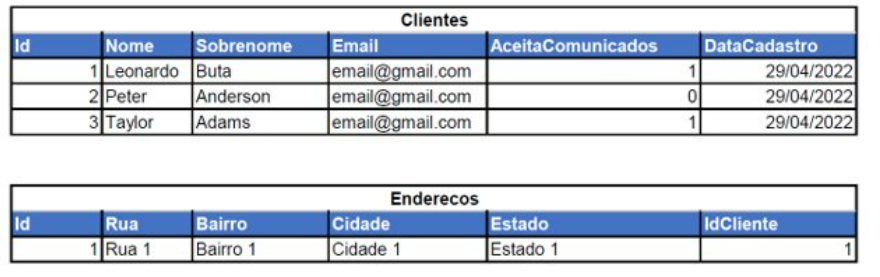 Clientes
Id Nome Sobrenome Email AceitaComunicados DataCadastro
1 Leonardo Buta email@gmail.com 1 29/04/2022
2 Peter Anderson email@gmail.com 0 29/04/2022
3 Taylor Adams email@gmail.com 1 29/04/2022
Enderecos
Id Rua Bairro Cidade Estado IdCliente
1 Rua 1 Bairro 1 Cidade 1 Estado 1 1